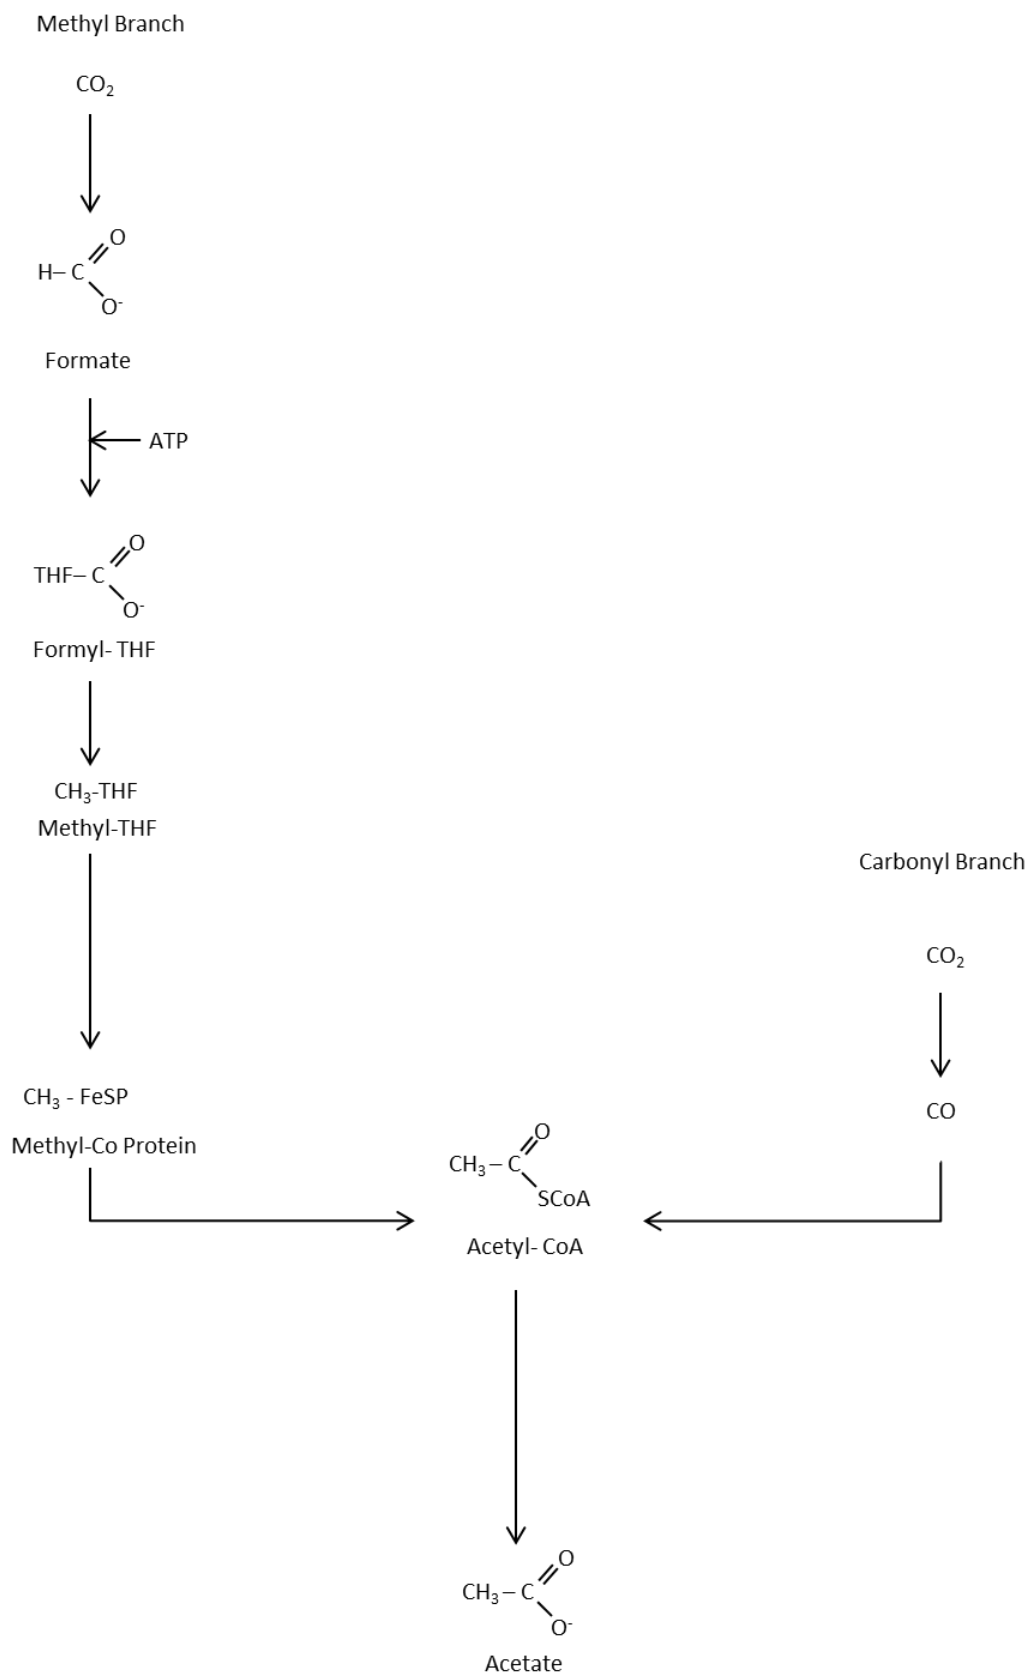 Methyl Branch
CO₂
O
H– C
O⁻
Formate
ATP
O
THF– C
O⁻
Formyl- THF
CH₃-THF
Methyl-THF
CH₃ - FeSP
Methyl-Co Protein
Carbonyl Branch
CO₂
CO
O
CH₃ – C
SCoA
Acetyl- CoA
O
CH₃ – C
O⁻
Acetate